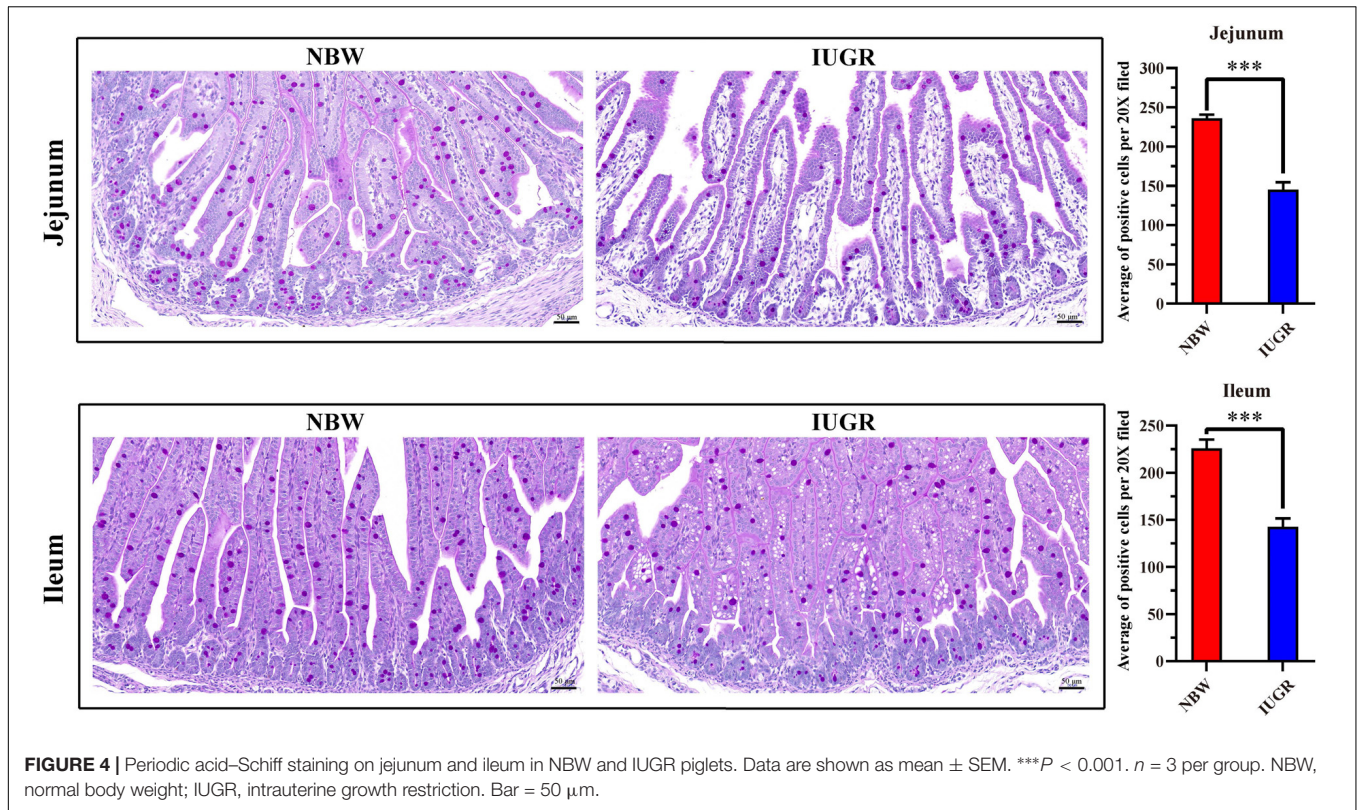 NBW
IUGR
Jejunum
50 μm
50 μm
Jejunum
***
Average of positive cells per 20X filed
300
250
200
150
100
50
0
NBW
IUGR
NBW
IUGR
Ileum
50 μm
50 μm
Ileum
***
Average of positive cells per 20X filed
250
200
150
100
50
0
NBW
IUGR
FIGURE 4 | Periodic acid–Schiff staining on jejunum and ileum in NBW and IUGR piglets. Data are shown as mean ± SEM. ***P < 0.001. n = 3 per group. NBW,
normal body weight; IUGR, intrauterine growth restriction. Bar = 50 μm.